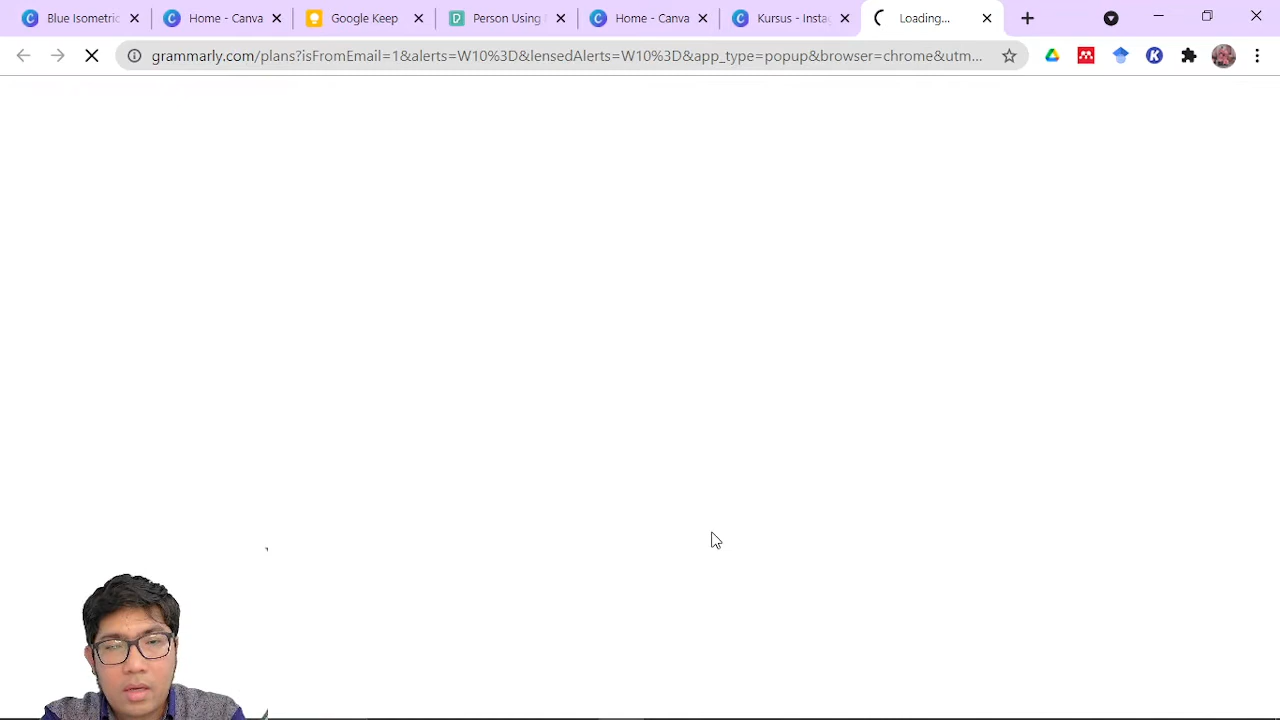 Blue Isometric
Home - Canva
Google Keep
Person Using
Home - Canva
Kursus - Insta
Loading...
grammarly.com/plans?isFromEmail=1&alerts=W10%3D&lensedAlerts=W10%3D&app_type=popup&browser=chrome&utm...